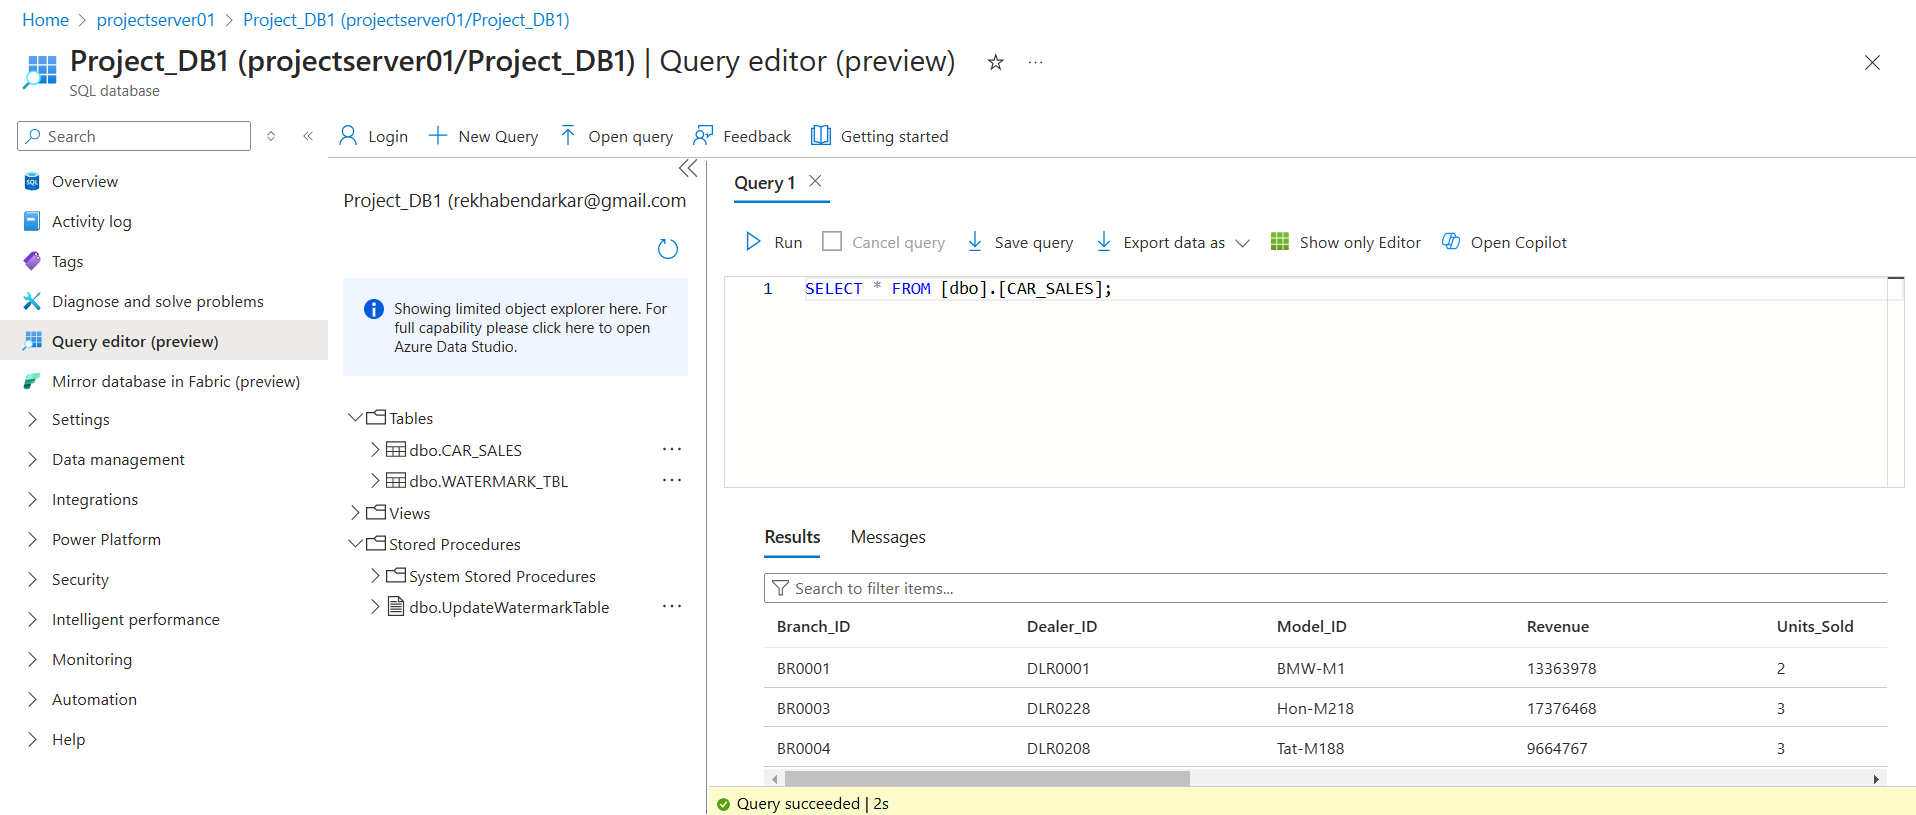 Home > projectserver01 > Project_DB1 (projectserver01/Project_DB1)
Project_DB1 (projectserver01/Project_DB1) | Query editor (preview)
SQL database
Search
Login
New Query
Open query
Feedback
Getting started
Overview
Activity log
Tags
Diagnose and solve problems
Query editor (preview)
Mirror database in Fabric (preview)
Settings
Data management
Integrations
Power Platform
Security
Intelligent performance
Monitoring
Automation
Help
Project_DB1 (rekhabendarkar@gmail.com
Showing limited object explorer here. For
full capability please click here to open
Azure Data Studio.
Tables
dbo.CAR_SALES
dbo.WATERMARK_TBL
Views
Stored Procedures
System Stored Procedures
dbo.UpdateWatermarkTable
Query 1
Run
Cancel query
Save query
Export data as
Show only Editor
Open Copilot
1 SELECT * FROM [dbo].[CAR_SALES];
Results Messages
Search to filter items...
Branch_ID Dealer_ID Model_ID Revenue Units_Sold
BR0001 DLR0001 BMW-M1 13363978 2
BR0003 DLR0228 Hon-M218 17376468 3
BR0004 DLR0208 Tat-M188 9664767 3
Query succeeded | 2s